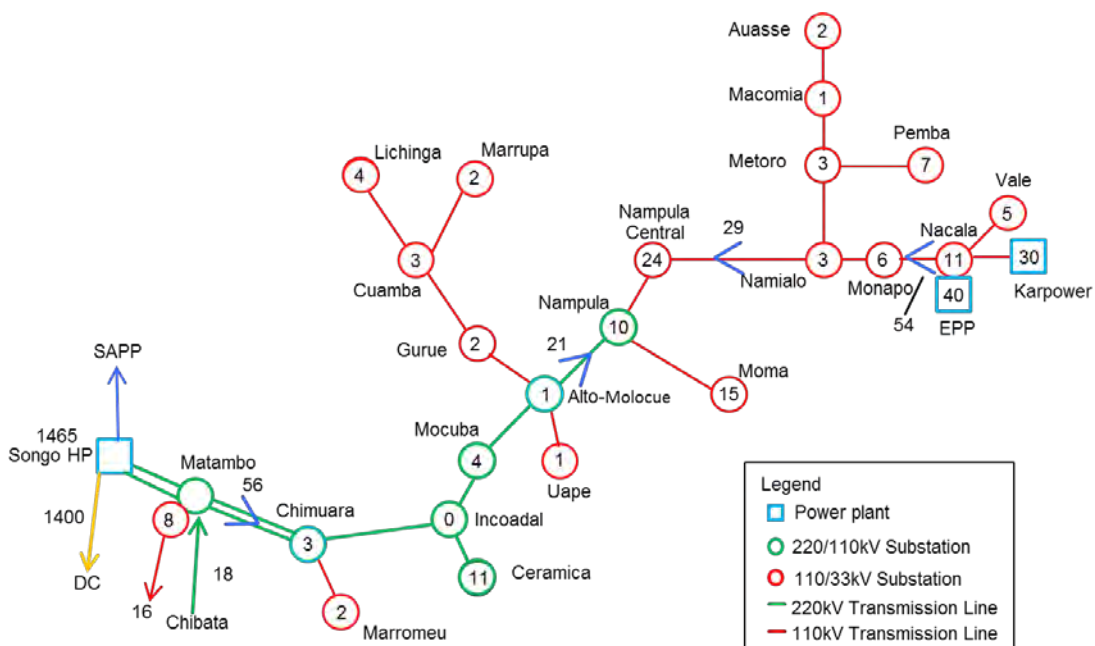 Auasse
2
Macomia
1
Pemba
Metoro
3
7
Lichinga
Marrupa
4
2
Vale
5
Nampula
Central
29
Nacala
3
24
3
6
11
30
Cuamba
Namialo
Monapo
Karpower
Nampula
40
54
EPP
10
Gurue
2
21
Moma
SAPP
1
Alto-Molocue
15
Mocuba
1465
Songo HP
4
1
Matambo
Uape
56
Chimuara
Legend
Power plant
1400
8
0
Incoadal
3
220/110kV Substation
DC
18
11
Ceramica
110/33kV Substation
16
Chibata
2
220kV Transmission Line
Marromeu
110kV Transmission Line